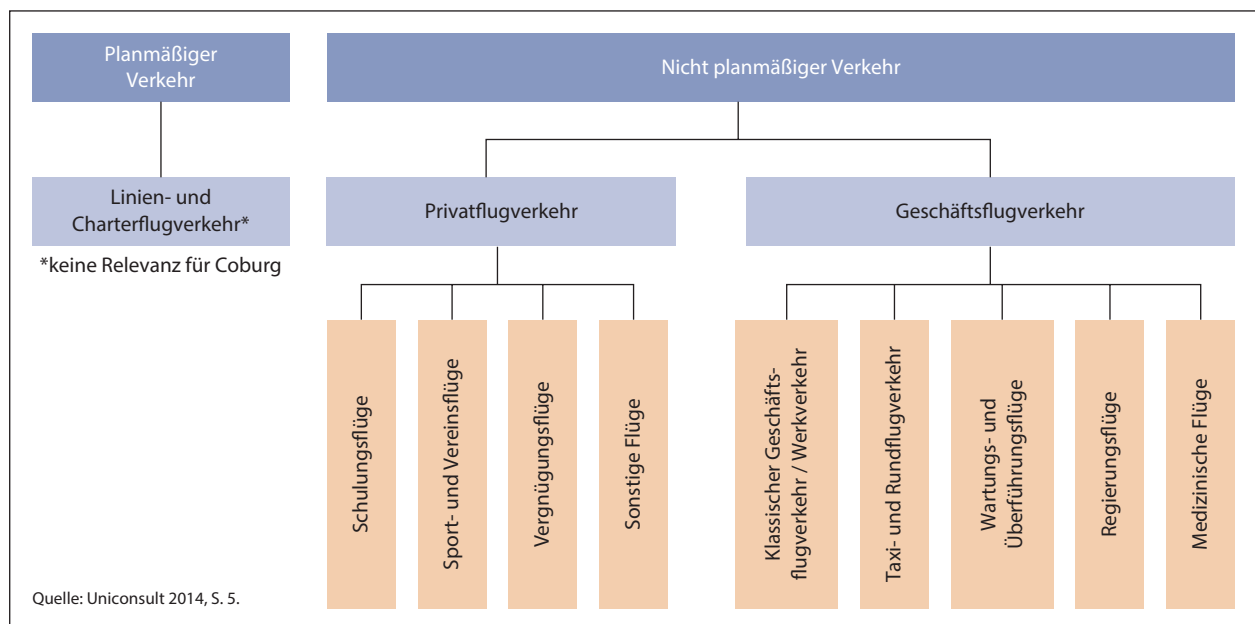 Planmäßiger
Verkehr
Nicht planmäßiger Verkehr
Linien- und
Charterflugverkehr*
*keine Relevanz für Coburg
Privatflugverkehr
Geschäftsflugverkehr
Schulungsflüge
Sport- und Vereinsflüge
Vergnügungsflüge
Sonstige Flüge
Klassischer Geschäfts-
flugverkehr / Werkverkehr
Taxi- und Rundflugverkehr
Wartungs- und
Überführungsflüge
Regierungsflüge
Medizinische Flüge
Quelle: Uniconsult 2014, S. 5.